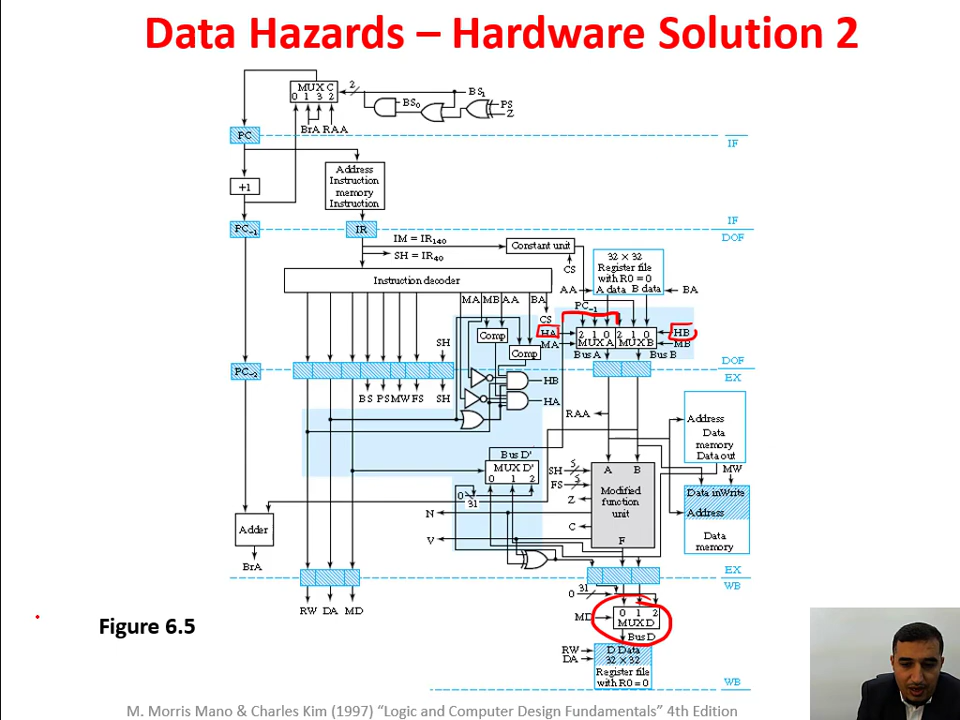 Data Hazards – Hardware Solution 2
MUX C
0 1 3 2
2
BS1
BS0
PS
Z
BrA RAA
PC
IF
+1
Address
Instruction
memory
Instruction
IF
PC-1
IR
DOF
IM = IR140
SH = IR40
Constant unit
CS
32 × 32
Register file
with R0 = 0
A data B data
AA
BA
Instruction decoder
MA MB AA BA
CS
PC-1
HA
HB
2 1 0 2 1 0
MUX A MUX B
MA
MB
Bus A
Bus B
Comp
Comp
SH
DOF
PC-2
EX
BS PS MW FS SH
HB
HA
RAA
Address
Data
memory
Data out
MW
Bus D'
MUX D'
0 1 2
SH 5
FS 5
A B
Modified
function
unit
F
Z
C
N
V
0
31
Data in Write
Address
Data
memory
Adder
BrA
EX
WB
RW DA MD
0 31
MD
0 1 2
MUX D
Bus D
RW
DA
D Data
32 × 32
Register file
with R0 = 0
WB
Figure 6.5
M. Morris Mano & Charles Kim (1997) “Logic and Computer Design Fundamentals” 4th Edition